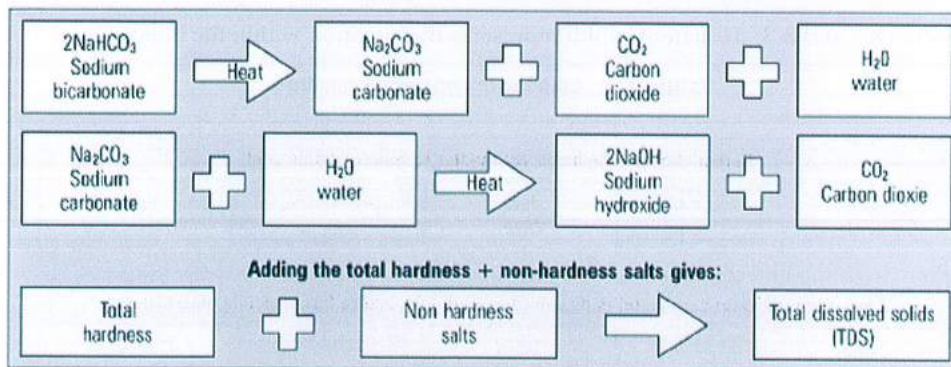 2NaHCO₃
Sodium
bicarbonate
Heat
Na₂CO₃
Sodium
carbonate
CO₂
Carbon
dioxide
H₂O
water
Na₂CO₃
Sodium
carbonate
H₂O
water
Heat
2NaOH
Sodium
hydroxide
CO₂
Carbon dioxie
Adding the total hardness + non-hardness salts gives:
Total
hardness
Non hardness
salts
Total dissolved solids
(TDS)